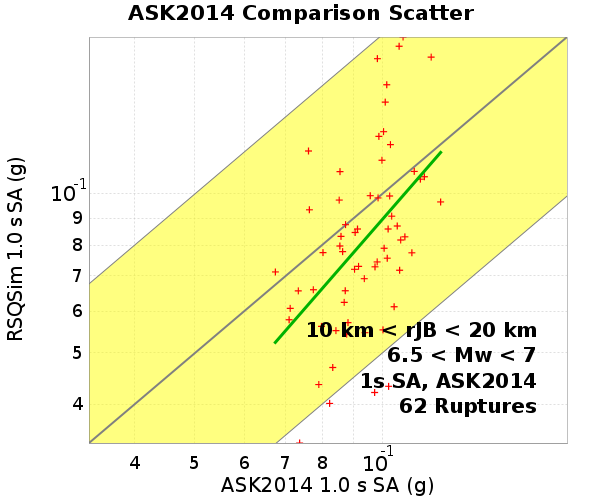 ASK2014 Comparison Scatter
RSQSim 1.0 s SA (g)
10⁻¹
9
8
7
6
5
4
10 km < rJB < 20 km
6.5 < Mw < 7
1s SA, ASK2014
62 Ruptures
4 5 6 7 8 10⁻¹
ASK2014 1.0 s SA (g)